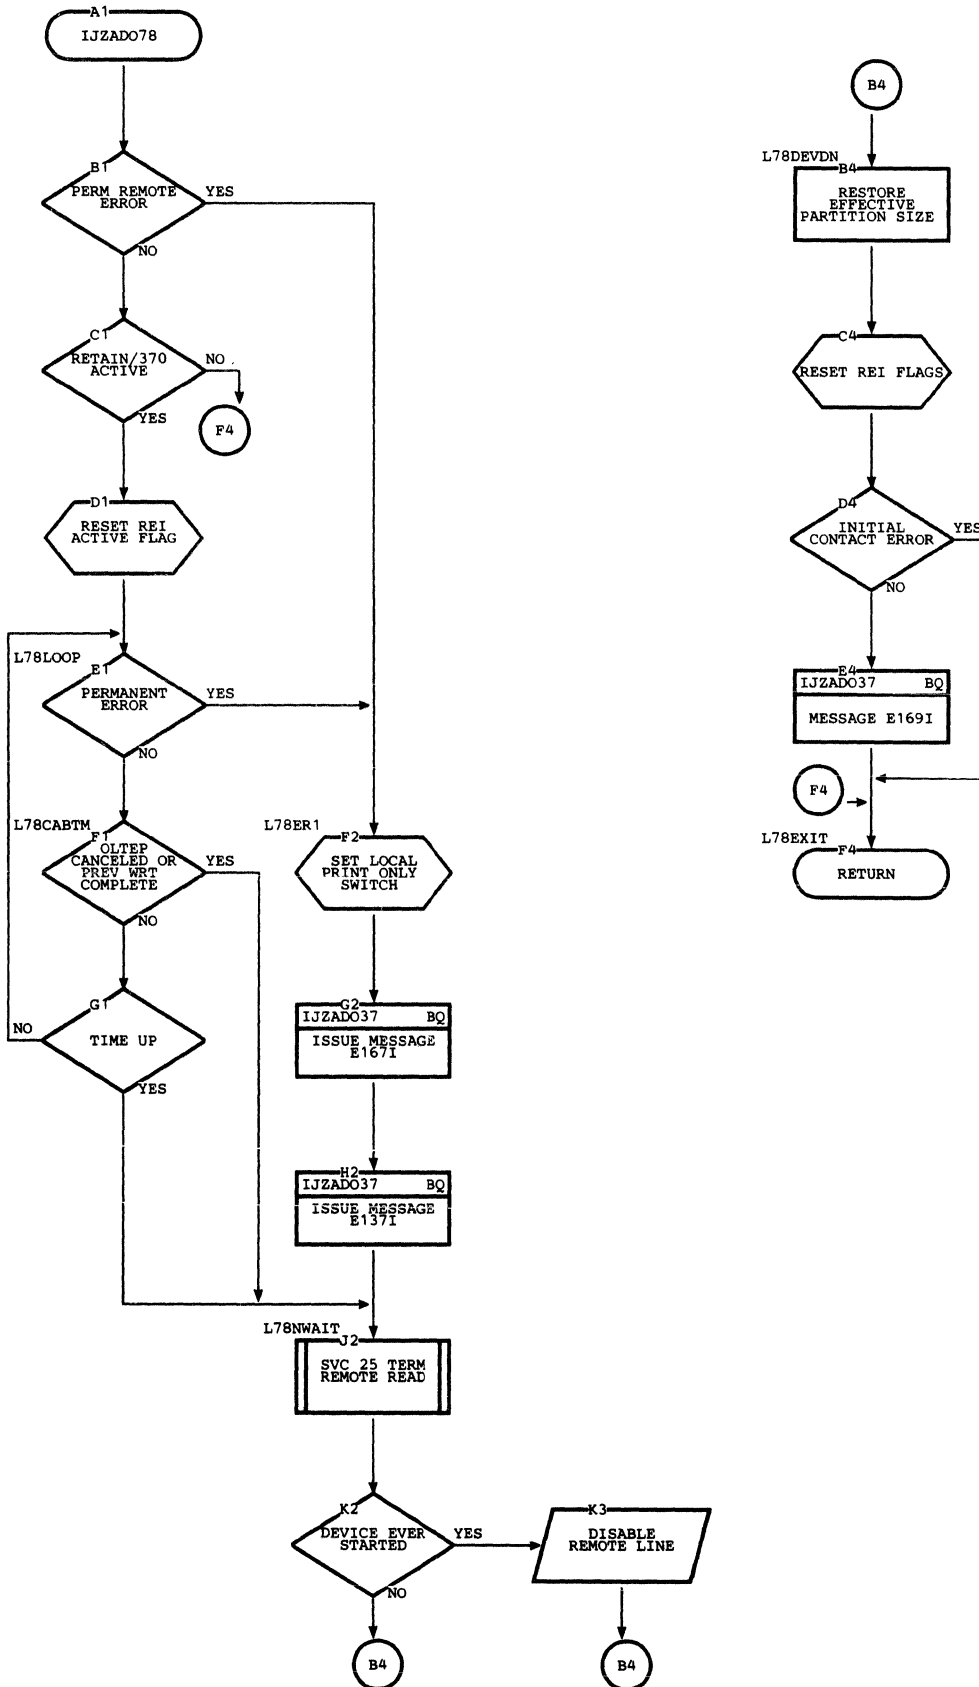 A1
IJZADO78
B1
PERM REMOTE
ERROR
YES
NO
C1
RETAIN/370
ACTIVE
NO
YES
F4
D1
RESET REI
ACTIVE FLAG
L78LOOP
E1
PERMANENT
ERROR
YES
NO
L78CABTM
F1
OLTEP
CANCELED OR
PREV WRT
COMPLETE
YES
NO
G1
TIME UP
NO
YES
L78ER1
F2
SET LOCAL
PRINT ONLY
SWITCH
G2
IJZADO37 BQ
ISSUE MESSAGE
E167I
H2
IJZADO37 BQ
ISSUE MESSAGE
E137I
L78NWAIT
J2
SVC 25 TERM
REMOTE READ
K2
DEVICE EVER
STARTED
YES
NO
B4
K3
DISABLE
REMOTE LINE
B4
B4
L78DEVDN
B4
RESTORE
EFFECTIVE
PARTITION SIZE
C4
RESET REI FLAGS
D4
INITIAL
CONTACT ERROR
YES
NO
E4
IJZADO37 BQ
MESSAGE E169I
F4
L78EXIT
F4
RETURN